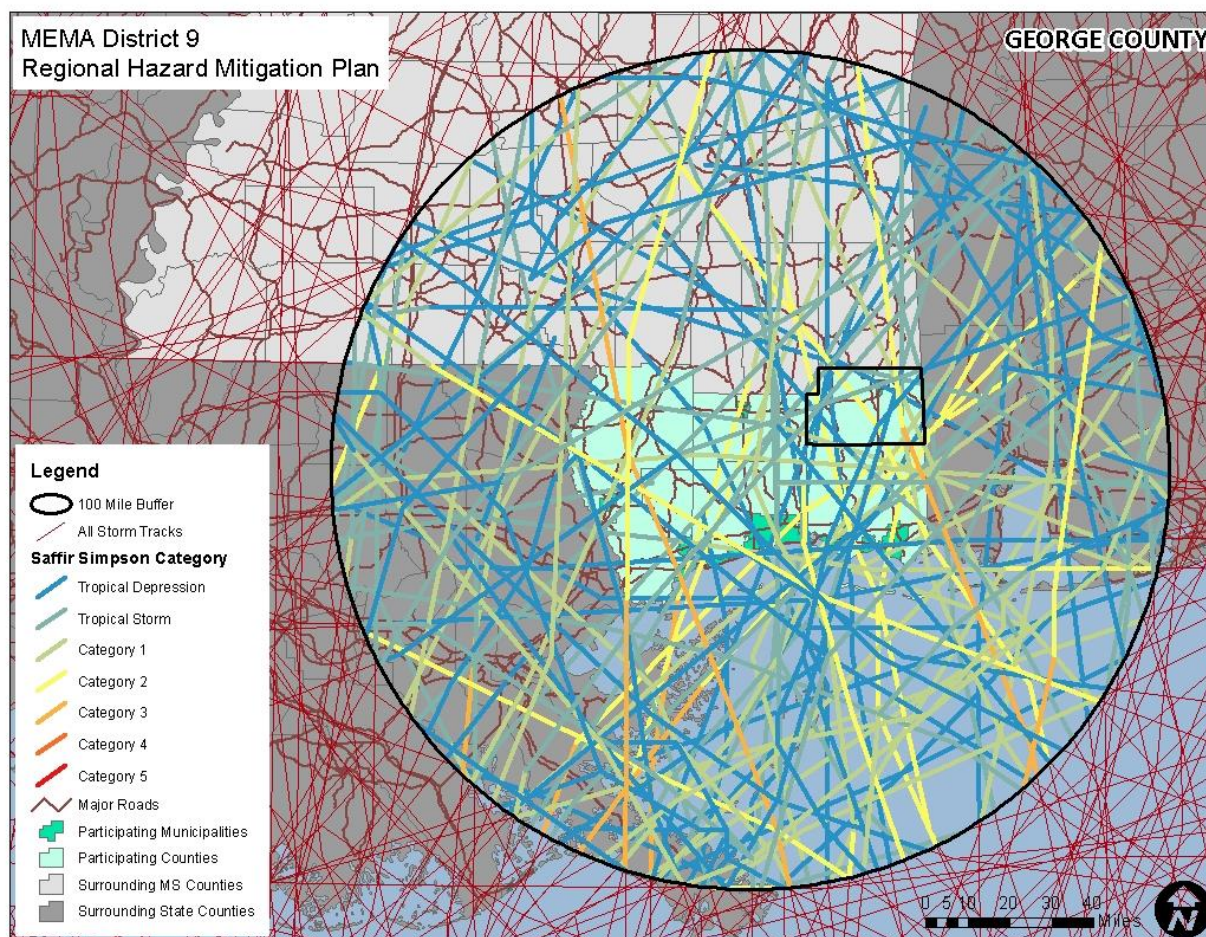 MEMA District 9
Regional Hazard Mitigation Plan
GEORGE COUNTY
Legend
100 Mile Buffer
All Storm Tracks
Saffir Simpson Category
Tropical Depression
Tropical Storm
Category 1
Category 2
Category 3
Category 4
Category 5
Major Roads
Participating Municipalities
Participating Counties
Surrounding MS Counties
Surrounding State Counties
0 5 10 20 30 40
Miles
N